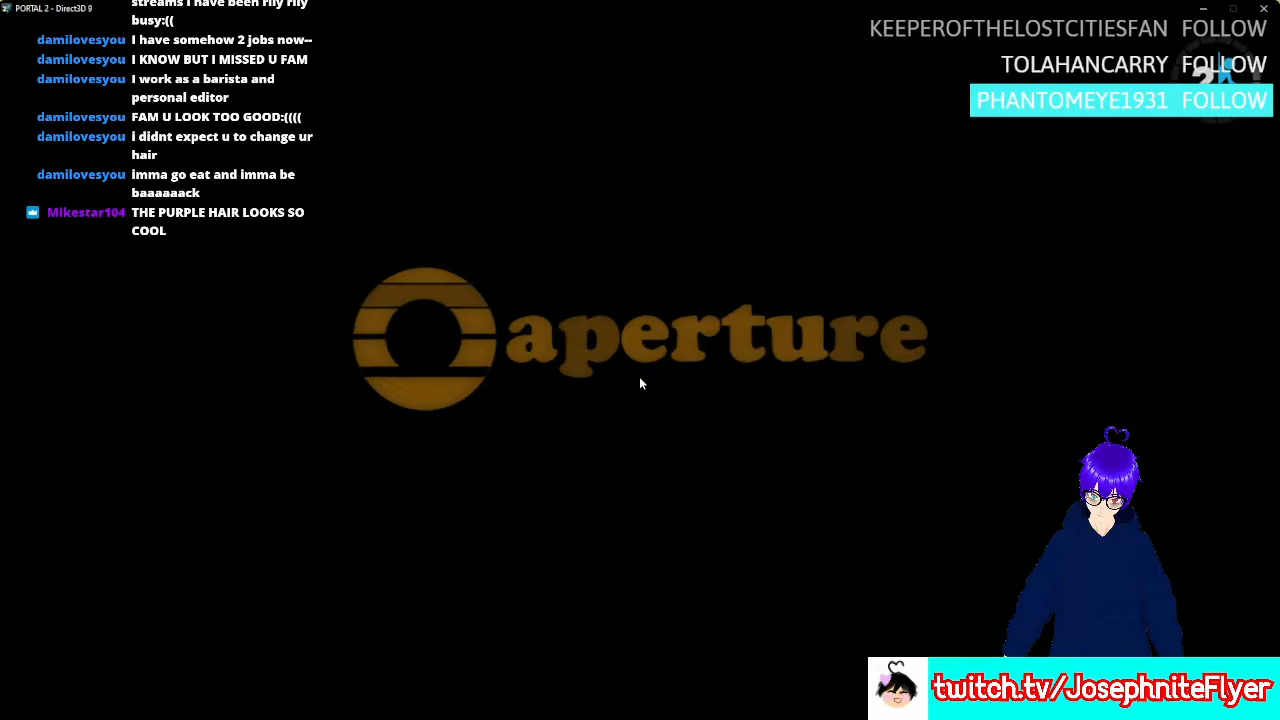 PORTAL 2 - Direct3D 9
streams i have been rily rily
busy:((
damilovesyou I have somehow 2 jobs now--
damilovesyou I KNOW BUT I MISSED U FAM
damilovesyou I work as a barista and
personal editor
damilovesyou FAM U LOOK TOO GOOD:((((
damilovesyou i didnt expect u to change ur
hair
damilovesyou imma go eat and imma be
baaaaaack
Mikestar104 THE PURPLE HAIR LOOKS SO
COOL
KEEPEROFTHELOSTCITIESFAN FOLLOW
TOLAHANCARRY FOLLOW
PHANTOMEYE1931 FOLLOW
2
aperture
twitch.tv/JosephniteFlyer